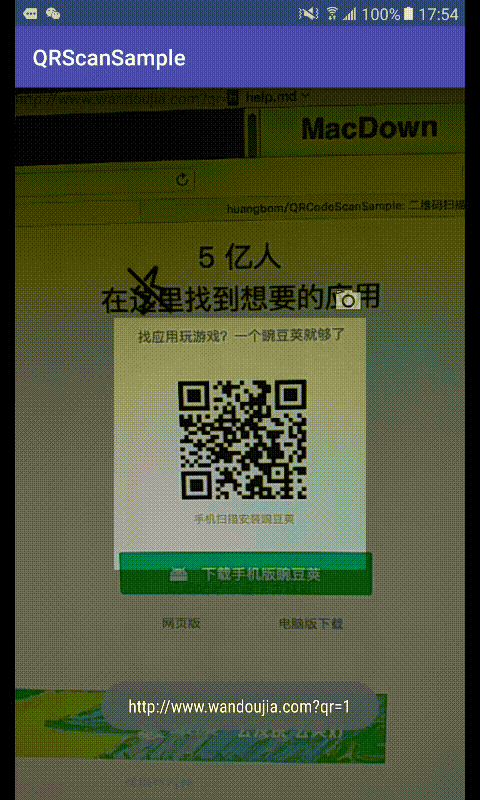 100% 17:54
QRScanSample
http://www.wandoujia.com/qr=
help.md
MacDown
huangbom/QRCodeScanSample: 二维码扫描
5 亿人
在这里找到想要的应用
找应用玩游戏？一个豌豆荚就够了
手机扫描安装豌豆荚
下载手机版豌豆荚
网页版 电脑版下载
http://www.wandoujia.com?qr=1